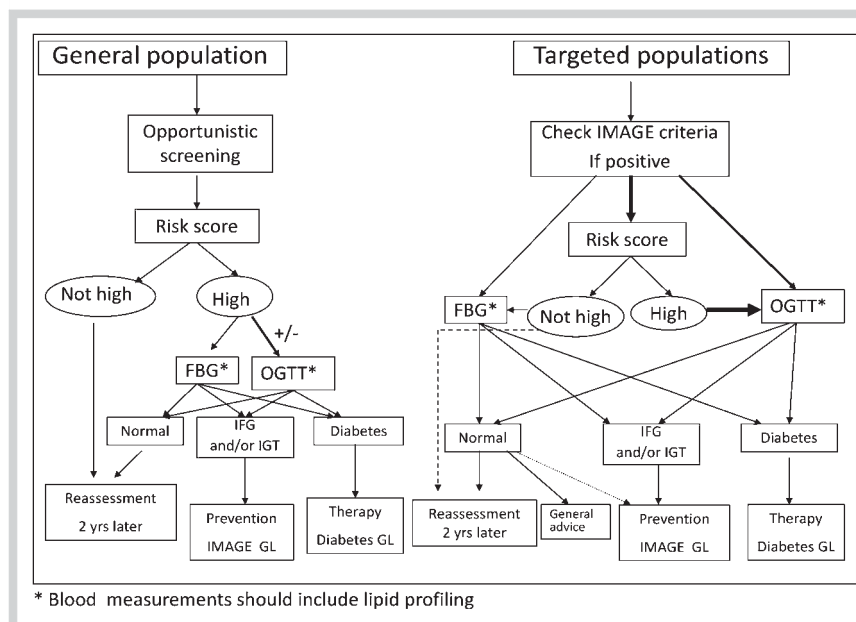 General population
Opportunistic
screening
Risk score
Not high
High
+/-
FBG*
OGTT*
Normal
IFG
and/or IGT
Diabetes
Reassessment
2 yrs later
Prevention
IMAGE GL
Therapy
Diabetes GL
Targeted populations
Check IMAGE criteria
If positive
Risk score
FBG*
Not high
High
OGTT*
Normal
IFG
and/or IGT
Diabetes
Reassessment
2 yrs later
General
advice
Prevention
IMAGE GL
Therapy
Diabetes GL
* Blood measurements should include lipid profiling